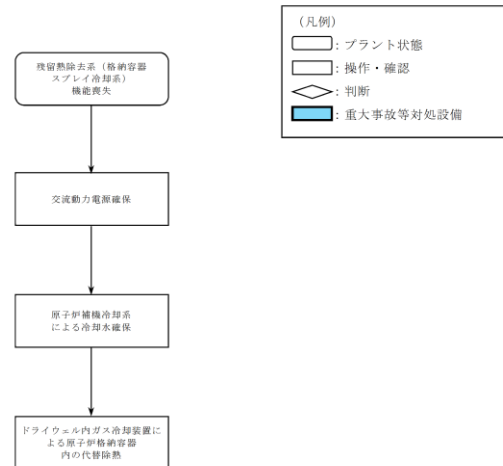 残留熱除去系（格納容器
スプレイ冷却系）
機能喪失
交流動力電源確保
原子炉補機冷却系
による冷却水確保
ドライウェル内ガス冷却装置に
よる原子炉格納容器
内の代替除熱
（凡例）
：プラント状態
：操作・確認
：判断
：重大事故等対処設備